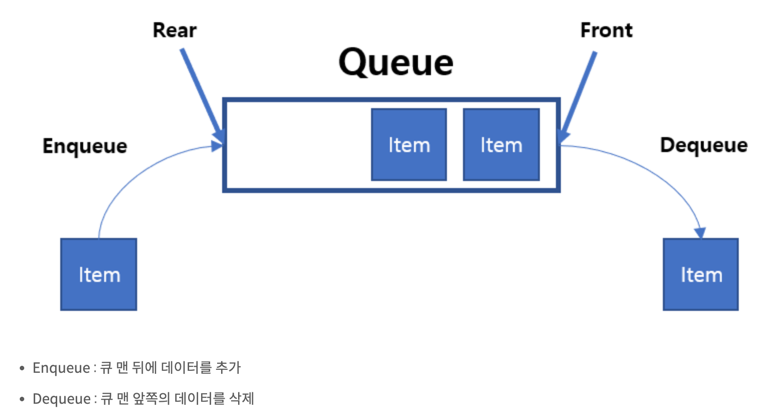 Rear
Front
Queue
Enqueue
Item
Item
Dequeue
Item
Item
• Enqueue : 큐 맨 뒤에 데이터를 추가
• Dequeue : 큐 맨 앞쪽의 데이터를 삭제